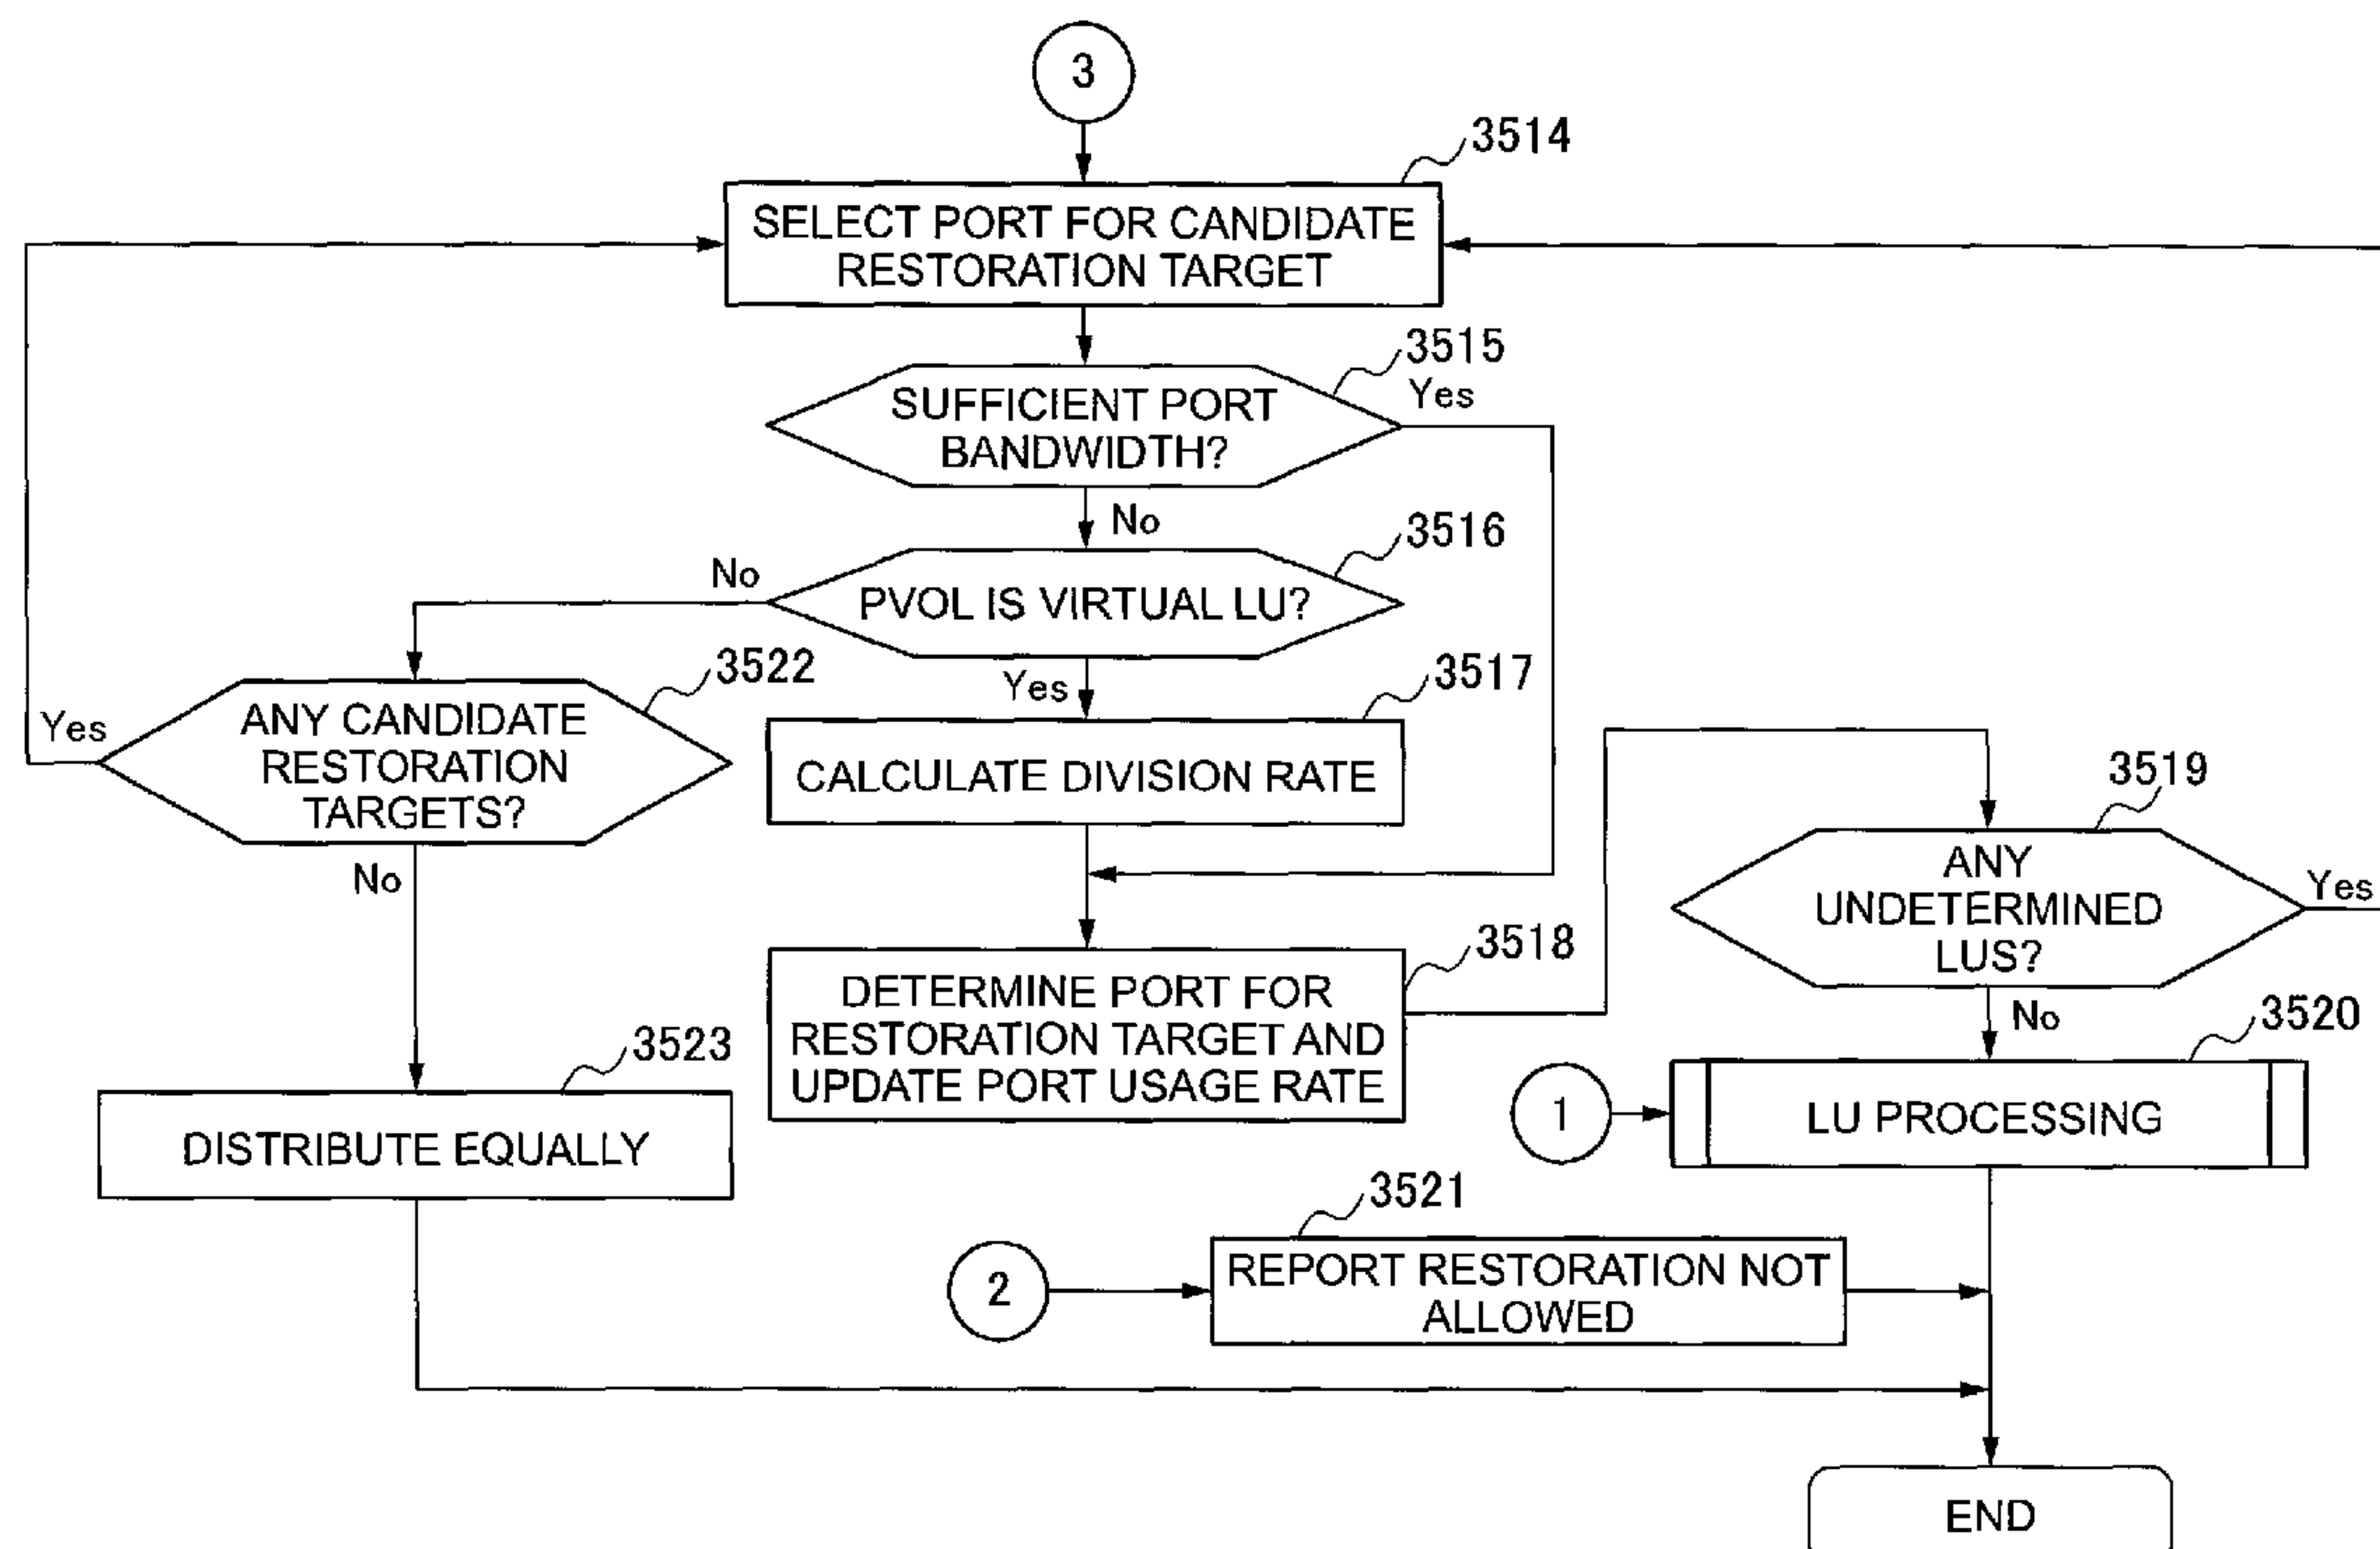 3
3514
SELECT PORT FOR CANDIDATE
RESTORATION TARGET
3515
SUFFICIENT PORT
BANDWIDTH?
Yes
No
3516
PVOL IS VIRTUAL LU?
No
Yes
3522
ANY CANDIDATE
RESTORATION
TARGETS?
Yes
No
3517
CALCULATE DIVISION RATE
3519
ANY
UNDETERMINED
LUS?
Yes
No
3518
DETERMINE PORT FOR
RESTORATION TARGET AND
UPDATE PORT USAGE RATE
3523
DISTRIBUTE EQUALLY
3520
1
LU PROCESSING
3521
2
REPORT RESTORATION NOT
ALLOWED
END